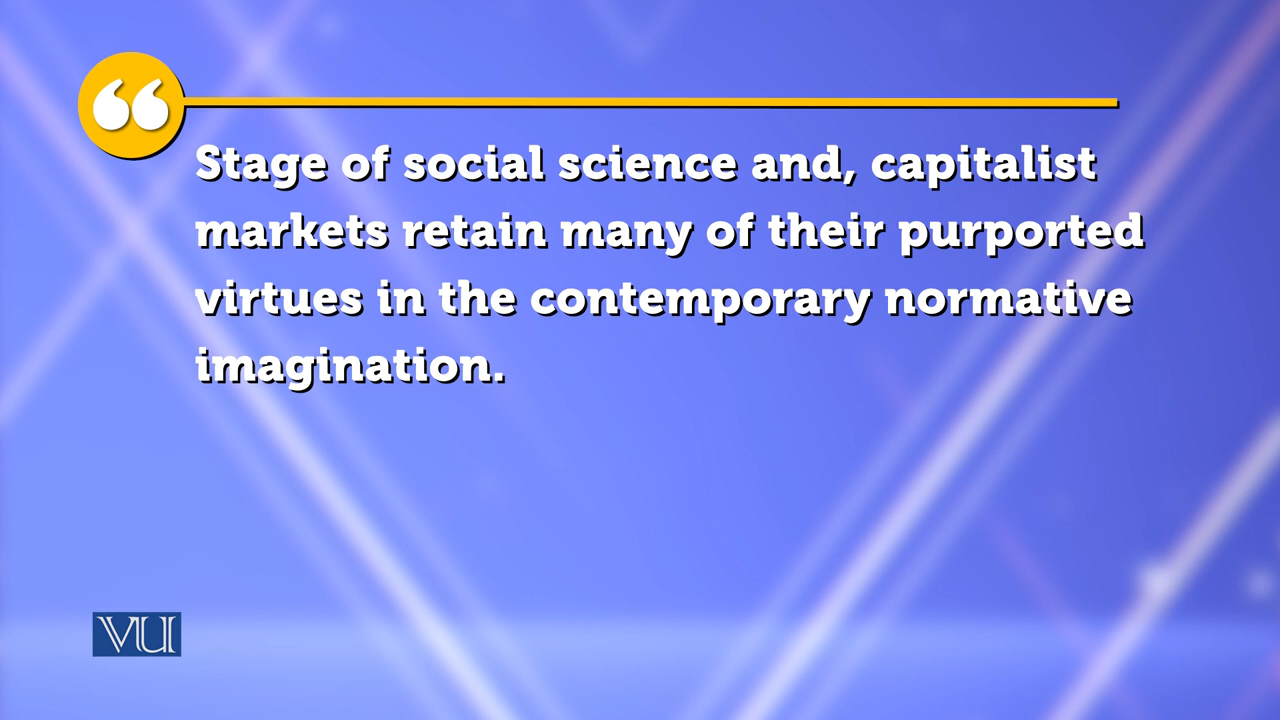 Stage of social science and, capitalist
markets retain many of their purported
virtues in the contemporary normative
imagination.
VU